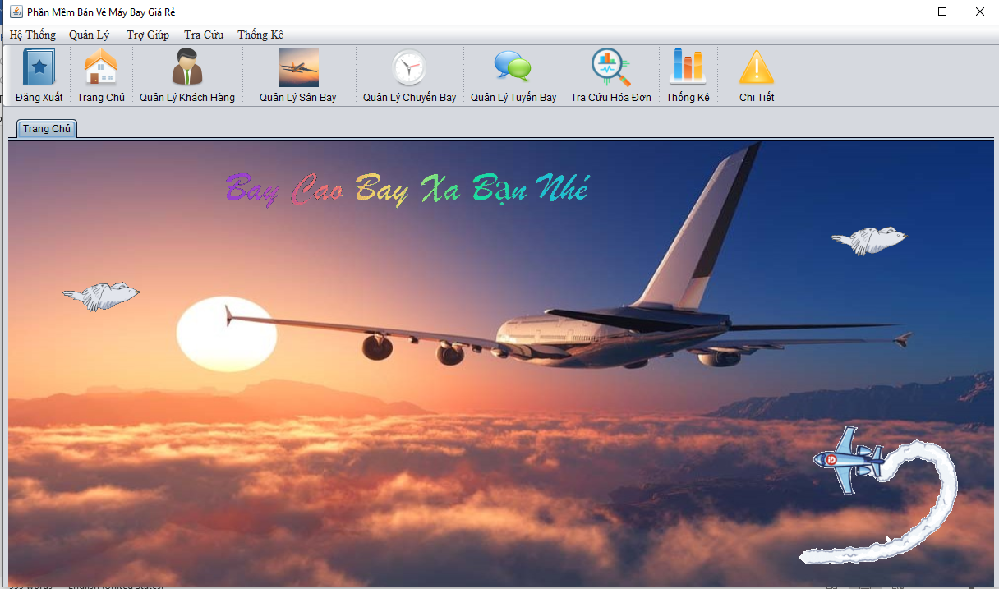 Phần Mềm Bán Vé Máy Bay Giá Rẻ
Hệ Thống Quản Lý Trợ Giúp Tra Cứu Thống Kê
Đăng Xuất Trang Chủ Quản Lý Khách Hàng Quản Lý Sân Bay Quản Lý Chuyến Bay Quản Lý Tuyến Bay Tra Cứu Hóa Đơn Thống Kê Chi Tiết
Trang Chủ
Bay Cao Bay Xa Bạn Nhé